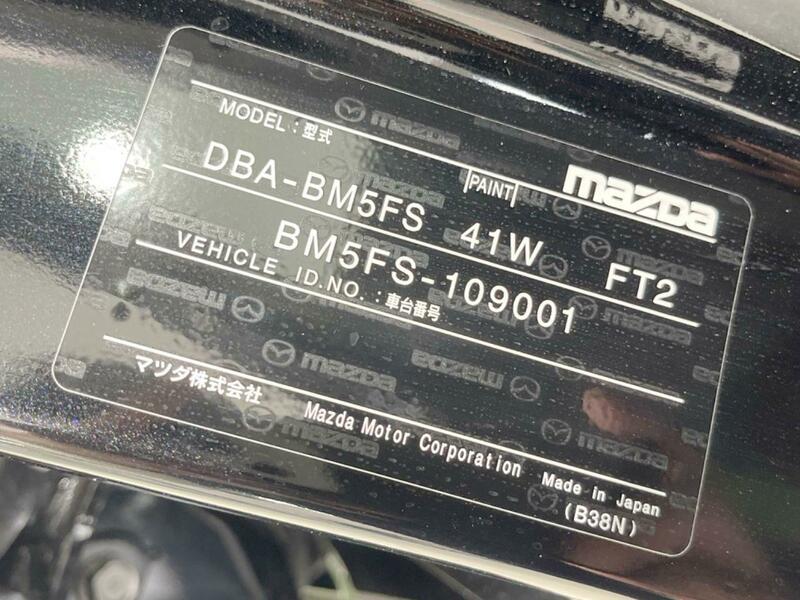 mazda
MODEL:型式
PAINT
DBA-BM5FS 41W FT2
BM5FS-109001
VEHICLE ID.NO.:車台番号
マツダ株式会社 Mazda Motor Corporation Made in Japan
(B38N)